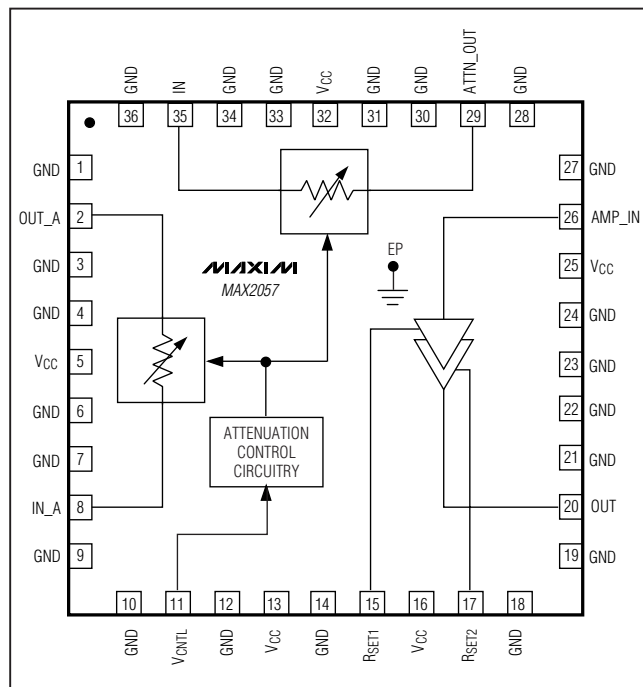 GND
IN
GND
GND
VCC
GND
GND
ATTN_OUT
GND
36
35
34
33
32
31
30
29
28
GND 1
OUT_A 2
GND 3
GND 4
VCC 5
GND 6
GND 7
IN_A 8
GND 9
MAXIM
MAX2057
EP
ATTENUATION
CONTROL
CIRCUITRY
27 GND
26 AMP_IN
25 VCC
24 GND
23 GND
22 GND
21 GND
20 OUT
19 GND
10
11
12
13
14
15
16
17
18
GND
VCNTL
GND
VCC
GND
RSET1
VCC
RSET2
GND